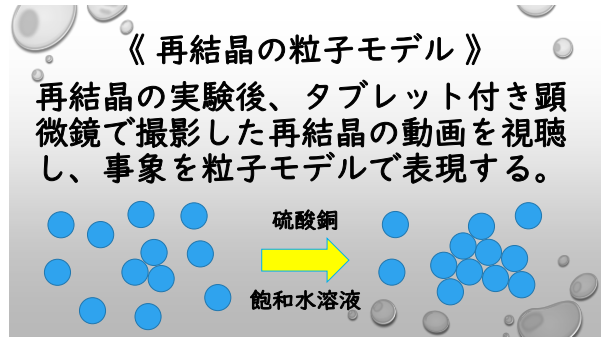 《 再結晶の粒子モデル 》
再結晶の実験後、タブレット付き顕
微鏡で撮影した再結晶の動画を視聴
し、事象を粒子モデルで表現する。
硫酸銅
飽和水溶液